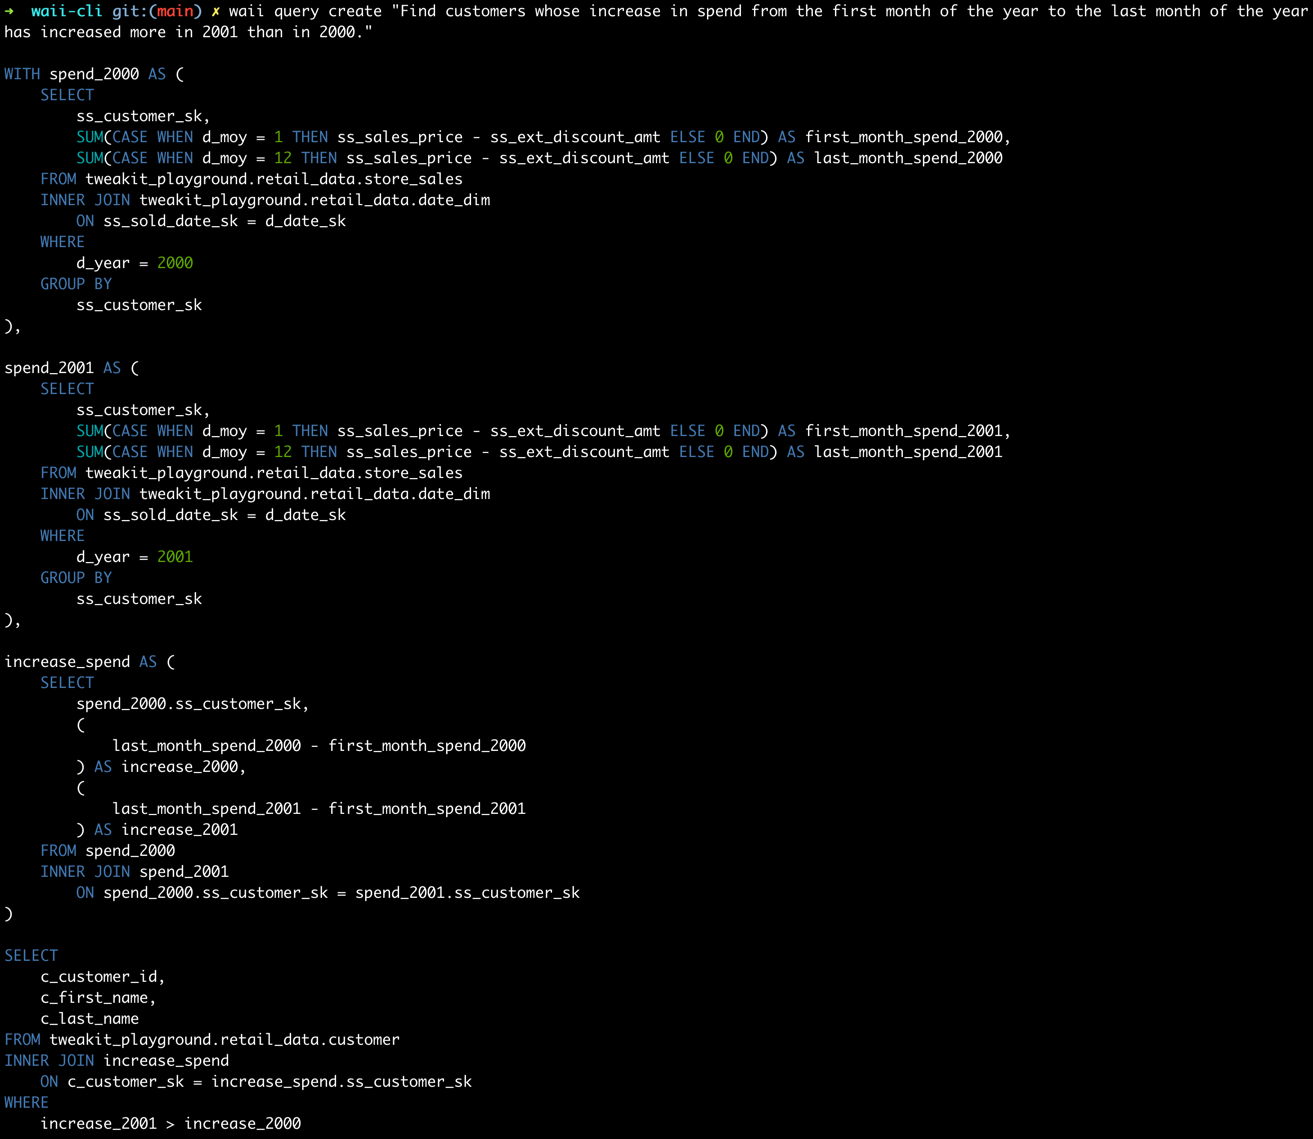 ➜  waii-cli git:(main) ✗ waii query create "Find customers whose increase in spend from the first month of the year to the last month of the year
has increased more in 2001 than in 2000."

WITH spend_2000 AS (
    SELECT
        ss_customer_sk,
        SUM(CASE WHEN d_moy = 1 THEN ss_sales_price - ss_ext_discount_amt ELSE 0 END) AS first_month_spend_2000,
        SUM(CASE WHEN d_moy = 12 THEN ss_sales_price - ss_ext_discount_amt ELSE 0 END) AS last_month_spend_2000
    FROM tweakit_playground.retail_data.store_sales
    INNER JOIN tweakit_playground.retail_data.date_dim
        ON ss_sold_date_sk = d_date_sk
    WHERE
        d_year = 2000
    GROUP BY
        ss_customer_sk
),

spend_2001 AS (
    SELECT
        ss_customer_sk,
        SUM(CASE WHEN d_moy = 1 THEN ss_sales_price - ss_ext_discount_amt ELSE 0 END) AS first_month_spend_2001,
        SUM(CASE WHEN d_moy = 12 THEN ss_sales_price - ss_ext_discount_amt ELSE 0 END) AS last_month_spend_2001
    FROM tweakit_playground.retail_data.store_sales
    INNER JOIN tweakit_playground.retail_data.date_dim
        ON ss_sold_date_sk = d_date_sk
    WHERE
        d_year = 2001
    GROUP BY
        ss_customer_sk
),

increase_spend AS (
    SELECT
        spend_2000.ss_customer_sk,
        (
            last_month_spend_2000 - first_month_spend_2000
        ) AS increase_2000,
        (
            last_month_spend_2001 - first_month_spend_2001
        ) AS increase_2001
    FROM spend_2000
    INNER JOIN spend_2001
        ON spend_2000.ss_customer_sk = spend_2001.ss_customer_sk
)

SELECT
    c_customer_id,
    c_first_name,
    c_last_name
FROM tweakit_playground.retail_data.customer
INNER JOIN increase_spend
    ON c_customer_sk = increase_spend.ss_customer_sk
WHERE
    increase_2001 > increase_2000